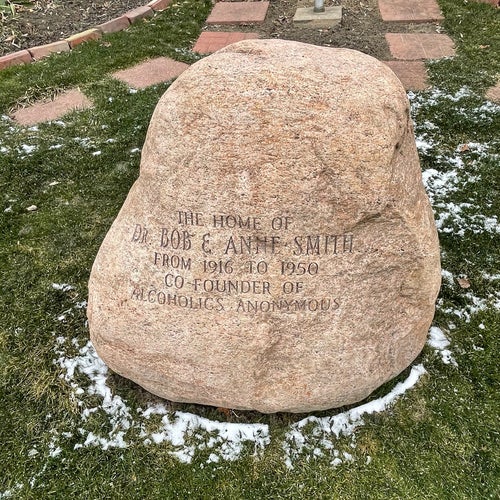 THE HOME OF
DR. BOB & ANNE SMITH
FROM 1916 TO 1950
CO-FOUNDER OF
ALCOHOLICS ANONYMOUS